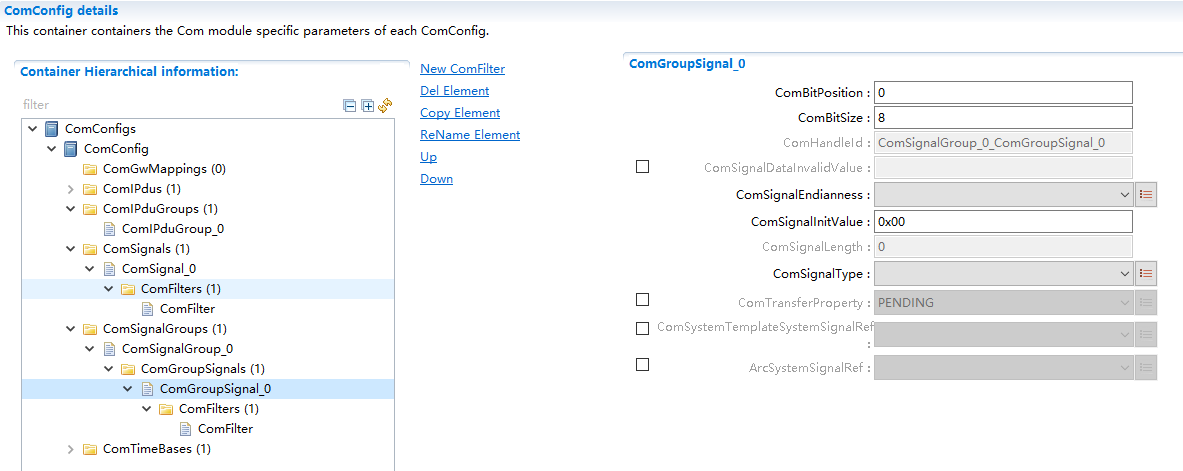 ComConfig details
This container containers the Com module specific parameters of each ComConfig.
Container Hierarchical information:
filter
ComConfigs
ComConfig
ComGwMappings (0)
ComIPdus (1)
ComIPduGroups (1)
ComIPduGroup_0
ComSignals (1)
ComSignal_0
ComFilters (1)
ComFilter
ComSignalGroups (1)
ComSignalGroup_0
ComGroupSignals (1)
ComGroupSignal_0
ComFilters (1)
ComFilter
ComTimeBases (1)
New ComFilter
Del Element
Copy Element
ReName Element
Up
Down
ComGroupSignal_0
ComBitPosition : 0
ComBitSize : 8
ComHandleId : ComSignalGroup_0_ComGroupSignal_0
ComSignalDataInvalidValue :
ComSignalEndianness :
ComSignalInitValue : 0x00
ComSignalLength : 0
ComSignalType :
ComTransferProperty : PENDING
ComSystemTemplateSystemSignalRef
:
ArcSystemSignalRef :